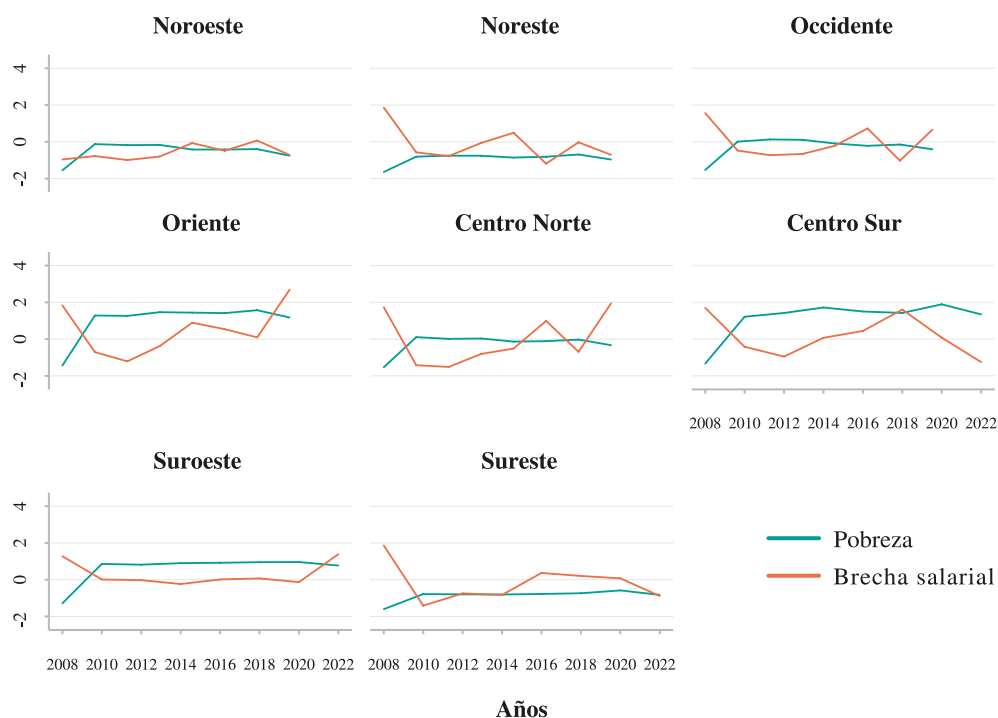 Noroeste Noreste Occidente
4
2
0
-2
Oriente Centro Norte Centro Sur
4
2
0
-2
2008 2010 2012 2014 2016 2018 2020 2022
Suroeste Sureste
4
2
0
-2
Pobreza
Brecha salarial
2008 2010 2012 2014 2016 2018 2020 2022 2008 2010 2012 2014 2016 2018 2020 2022
Años